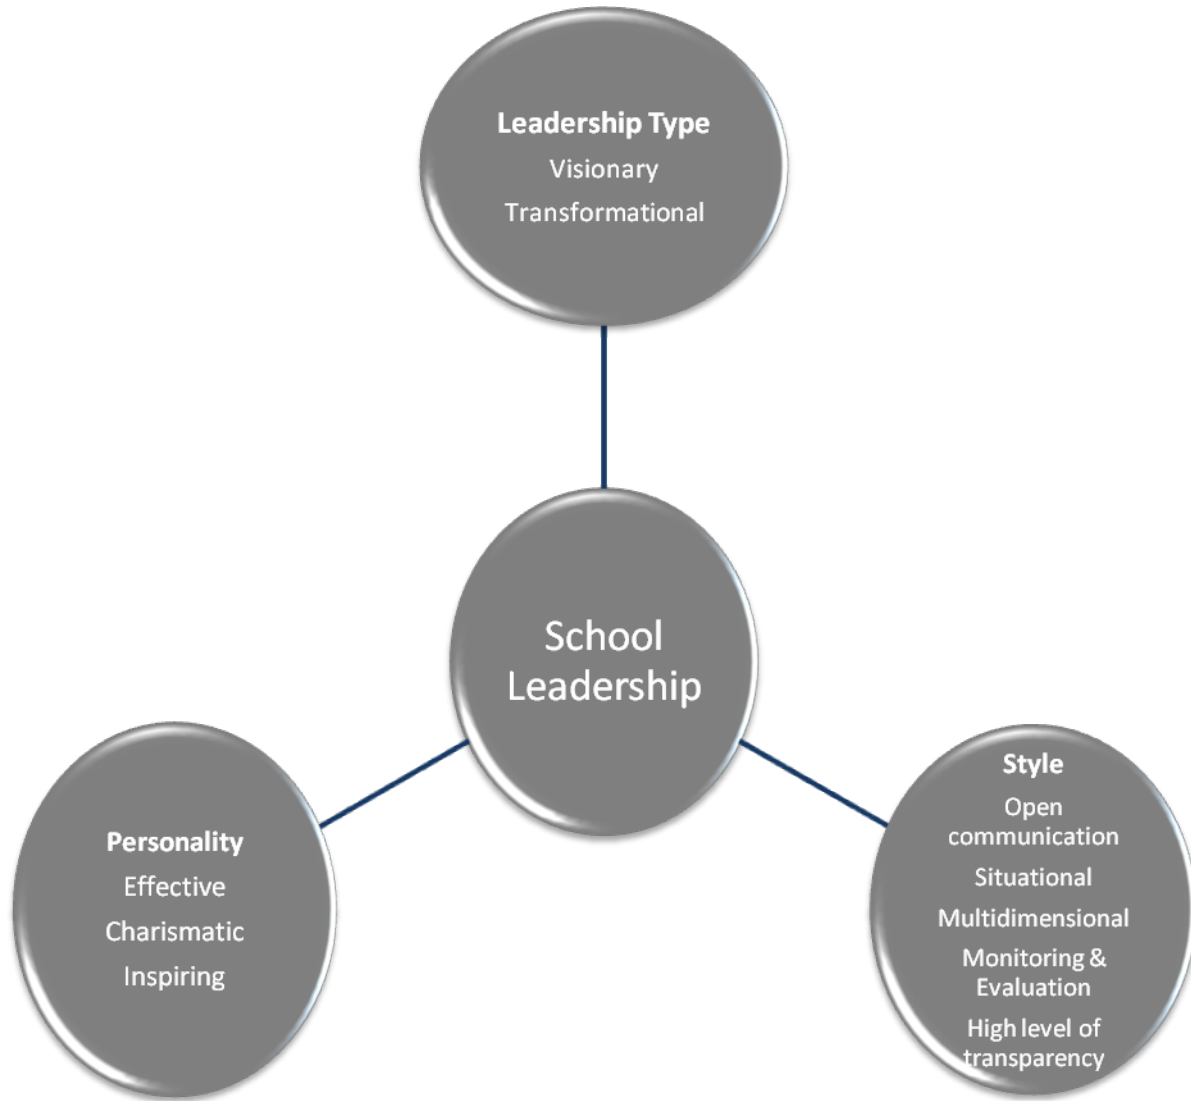 Leadership Type
Visionary
Transformational
School
Leadership
Personality
Effective
Charismatic
Inspiring
Style
Open
communication
Situational
Multidimensional
Monitoring &
Evaluation
High level of
transparency